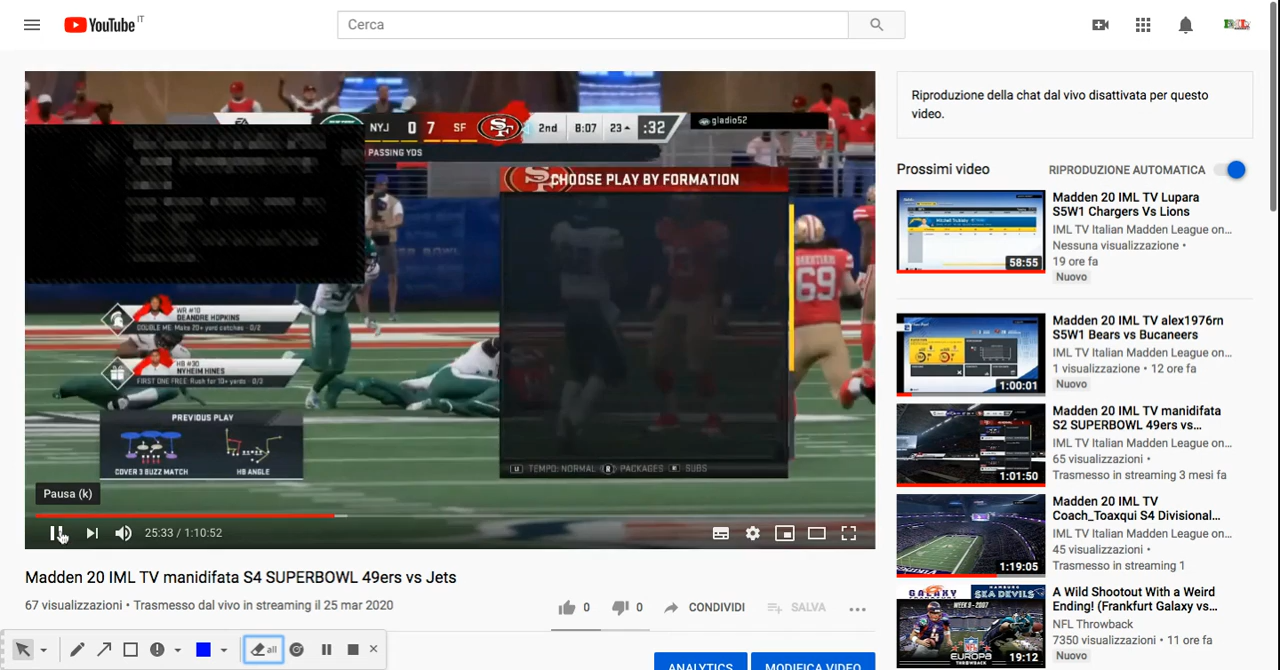 YouTube IT
Cerca
NYJ 0 7 SF 2nd 8:07 23 :32
gladio52
PASSING YDS
CHOOSE PLAY BY FORMATION
69
WR #10
DEANDRE HOPKINS
DOUBLE ME: Make 20+ yard catches - 0/2
HB #30
NYHEIM HINES
FIRST ONE FREE: Rush for 10+ yards - 0/2
PREVIOUS PLAY
COVER 3 BUZZ MATCH
HB ANGLE
TEMPO: NORMAL R PACKAGES SUBS
Pausa (k)
25:33 / 1:10:52
Madden 20 IML TV manidifata S4 SUPERBOWL 49ers vs Jets
67 visualizzazioni • Trasmesso dal vivo in streaming il 25 mar 2020
0 0 CONDIVIDI SALVA
all
ANALYTICS
MODIFICA VIDEO
Riproduzione della chat dal vivo disattivata per questo
video.
Prossimi video
RIPRODUZIONE AUTOMATICA
58:55
Madden 20 IML TV Lupara
S5W1 Chargers Vs Lions
IML TV Italian Madden League on...
Nessuna visualizzazione •
19 ore fa
Nuovo
1:00:01
Madden 20 IML TV alex1976rn
S5W1 Bears vs Bucaneers
IML TV Italian Madden League on...
1 visualizzazione • 12 ore fa
Nuovo
1:01:50
Madden 20 IML TV manidifata
S2 SUPERBOWL 49ers vs...
IML TV Italian Madden League on...
65 visualizzazioni •
Trasmesso in streaming 3 mesi fa
1:19:05
Madden 20 IML TV
Coach_Toaxqui S4 Divisional...
IML TV Italian Madden League on...
45 visualizzazioni •
Trasmesso in streaming 1
GALAXY
SEA DEVILS
WEEK 9 - 2007
EUROPA
19:12
A Wild Shootout With a Weird
Ending! (Frankfurt Galaxy vs...
NFL Throwback
7350 visualizzazioni • 11 ore fa
Nuovo